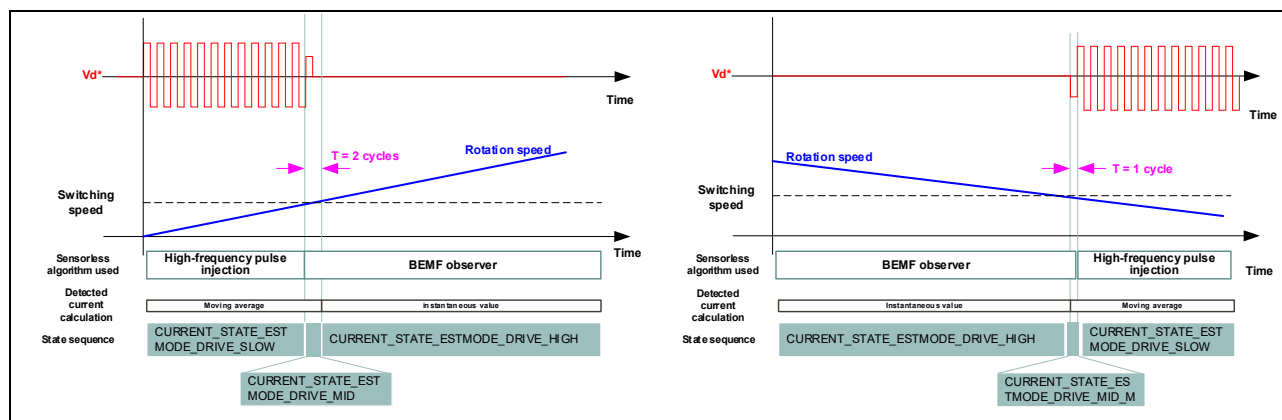 Vd*
Time
T = 2 cycles
Rotation speed
Switching
speed
Time
Sensorless
algorithm used
High-frequency pulse
injection
BEMF observer
Detected
current
calculation
Moving average
instantaneous value
State sequence
CURRENT_STATE_EST
MODE_DRIVE_SLOW
CURRENT_STATE_ESTMODE_DRIVE_HIGH
CURRENT_STATE_EST
MODE_DRIVE_MID
Vd*
Time
Rotation speed
T = 1 cycle
Switching
speed
Time
Sensorless
algorithm used
BEMF observer
High-frequency pulse
injection
Detected
current
calculation
Instantaneous value
Moving average
State sequence
CURRENT_STATE_ESTMODE_DRIVE_HIGH
CURRENT_STATE_EST
MODE_DRIVE_SLOW
CURRENT_STATE_ES
TMODE_DRIVE_MID_M